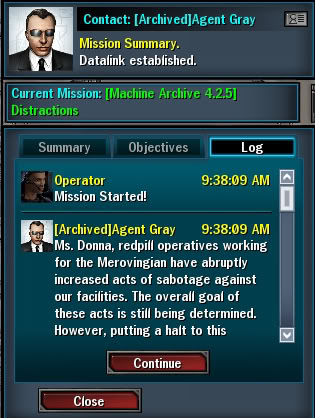 Contact: [Archived]Agent Gray
Mission Summary.
Datalink established.
Current Mission: [Machine Archive 4.2.5]
Distractions
Summary
Objectives
Log
Operator 9:38:09 AM
Mission Started!
[Archived]Agent Gray 9:38:09 AM
Ms. Donna, redpill operatives working
for the Merovingian have abruptly
increased acts of sabotage against
our facilities. The overall goal of
these acts is still being determined.
However, putting a halt to this
Continue
Close